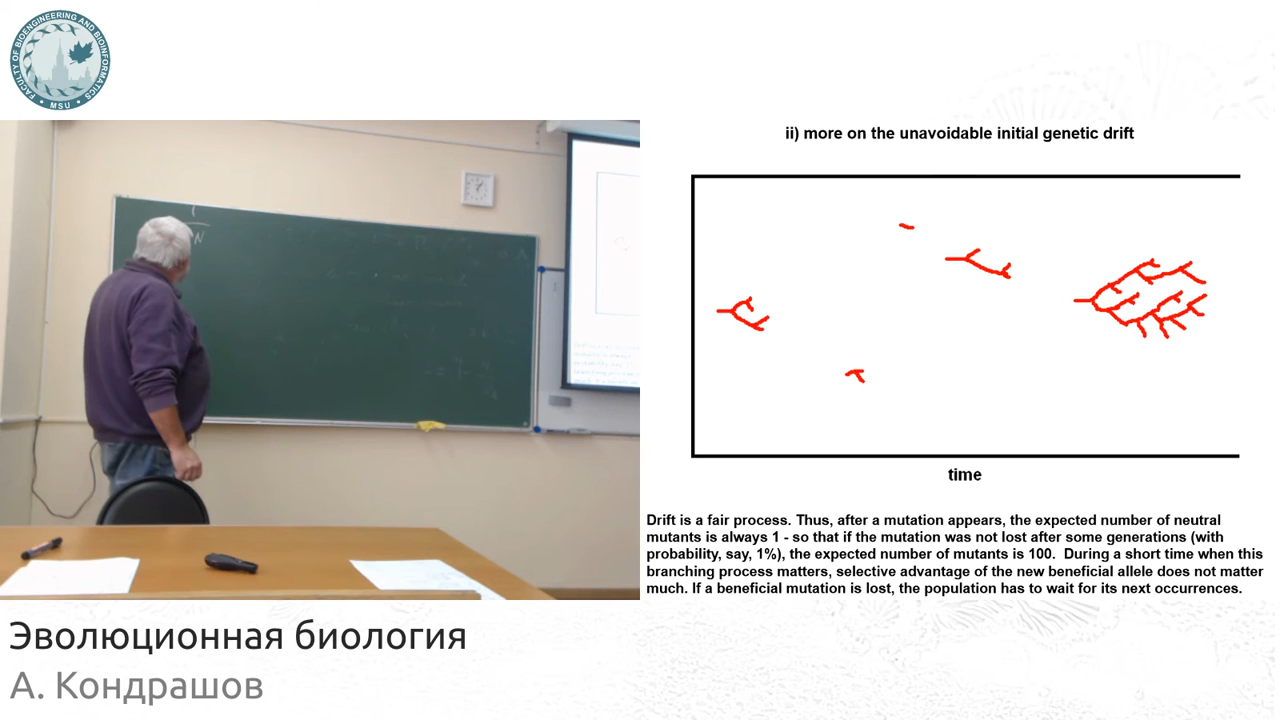 FACULTY OF BIOENGINEERING AND BIOINFORMATICS
• MSU •
ii) more on the unavoidable initial genetic drift
time
Drift is a fair process. Thus, after a mutation appears, the expected number of neutral
mutants is always 1 - so that if the mutation was not lost after some generations (with
probability, say, 1%), the expected number of mutants is 100. During a short time when this
branching process matters, selective advantage of the new beneficial allele does not matter
much. If a beneficial mutation is lost, the population has to wait for its next occurrences.
Эволюционная биология
А. Кондрашов